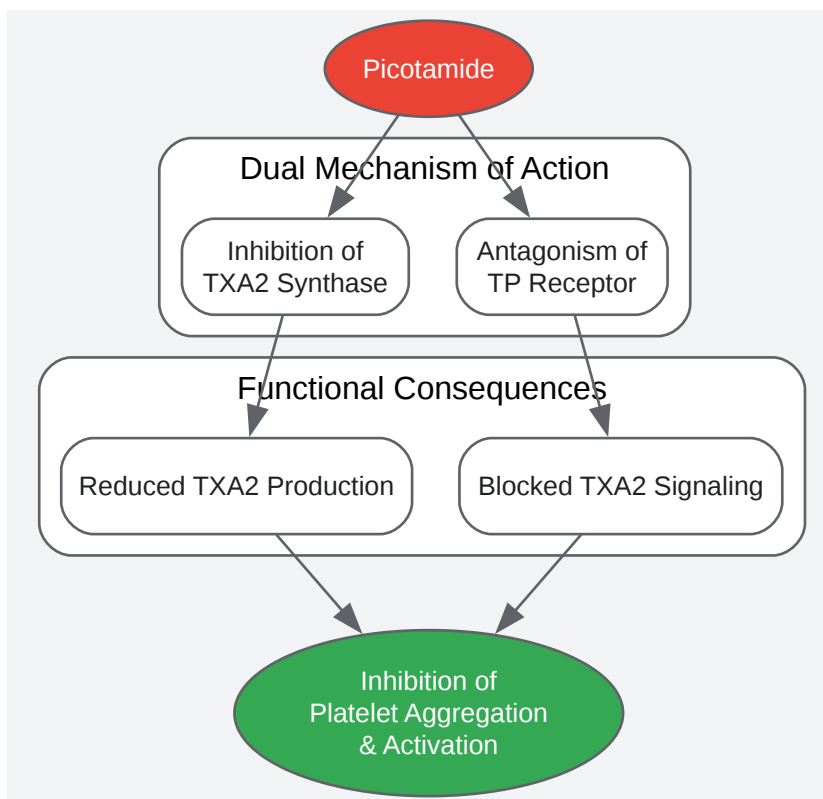 Picotamide
Dual Mechanism of Action
Inhibition of
TXA2 Synthase
Antagonism of
TP Receptor
Functional Consequences
Reduced TXA2 Production
Blocked TXA2 Signaling
Inhibition of
Platelet Aggregation
& Activation